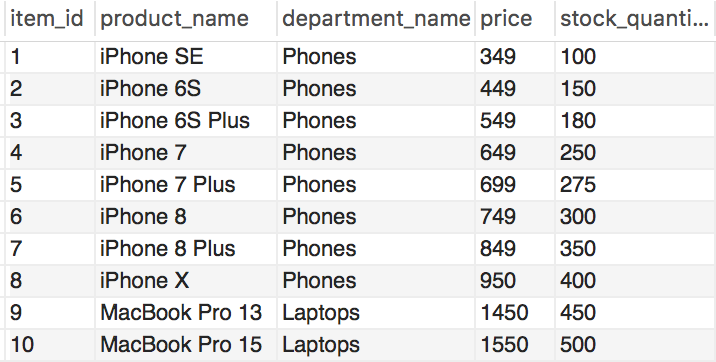 item_id product_name department_name price stock_quanti...
1 iPhone SE Phones 349 100
2 iPhone 6S Phones 449 150
3 iPhone 6S Plus Phones 549 180
4 iPhone 7 Phones 649 250
5 iPhone 7 Plus Phones 699 275
6 iPhone 8 Phones 749 300
7 iPhone 8 Plus Phones 849 350
8 iPhone X Phones 950 400
9 MacBook Pro 13 Laptops 1450 450
10 MacBook Pro 15 Laptops 1550 500